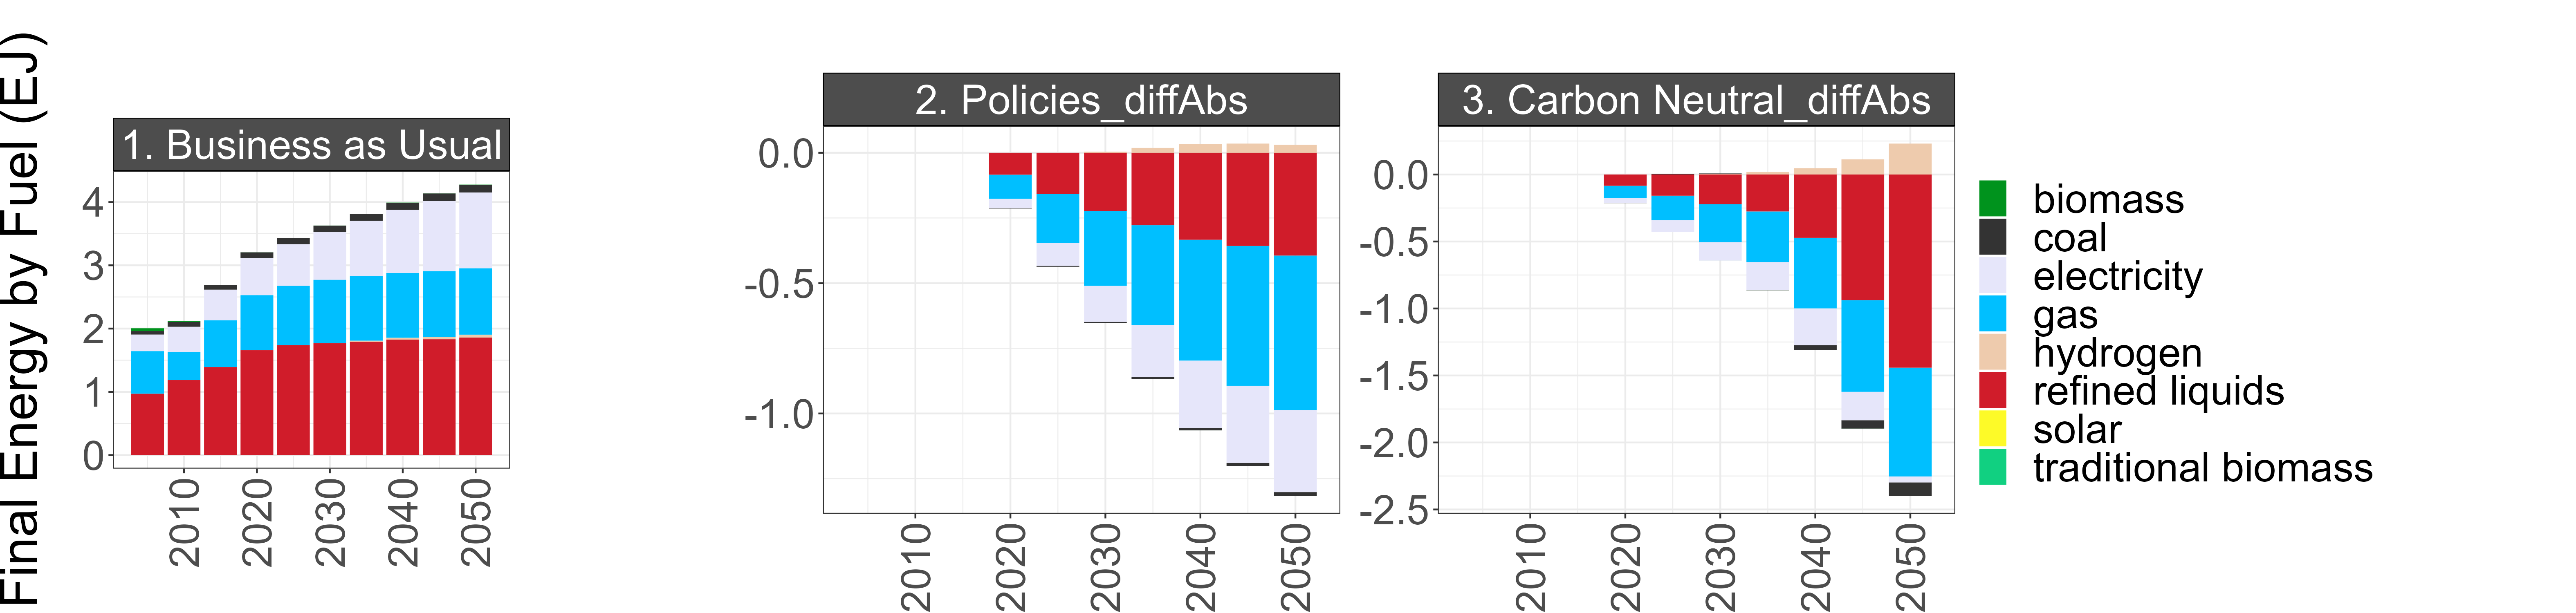 Final Energy by Fuel (EJ)
1. Business as Usual
4
3
2
1
0
2010
2020
2030
2040
2050
2. Policies_diffAbs
0.0
-0.5
-1.0
2010
2020
2030
2040
2050
3. Carbon Neutral_diffAbs
0.0
-0.5
-1.0
-1.5
-2.0
-2.5
2010
2020
2030
2040
2050
biomass
coal
electricity
gas
hydrogen
refined liquids
solar
traditional biomass